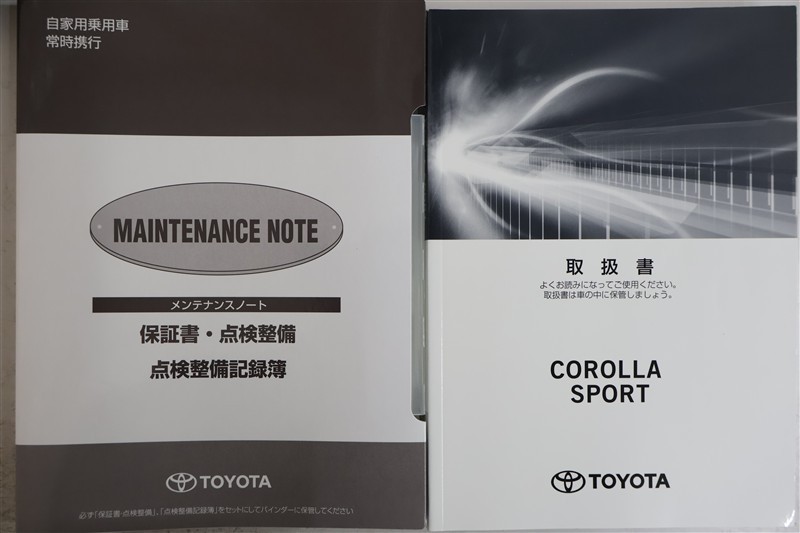 自家用乗用車
常時携行
MAINTENANCE NOTE
メンテナンスノート
保証書・点検整備
点検整備記録簿
TOYOTA
必ず「保証書·点検整備」、「点検整備記録簿」をセットにしてバインダーに保管してください
取扱書
よくお読みになってご使用ください。
取扱書は車の中に保管しましょう。
COROLLA
SPORT
TOYOTA